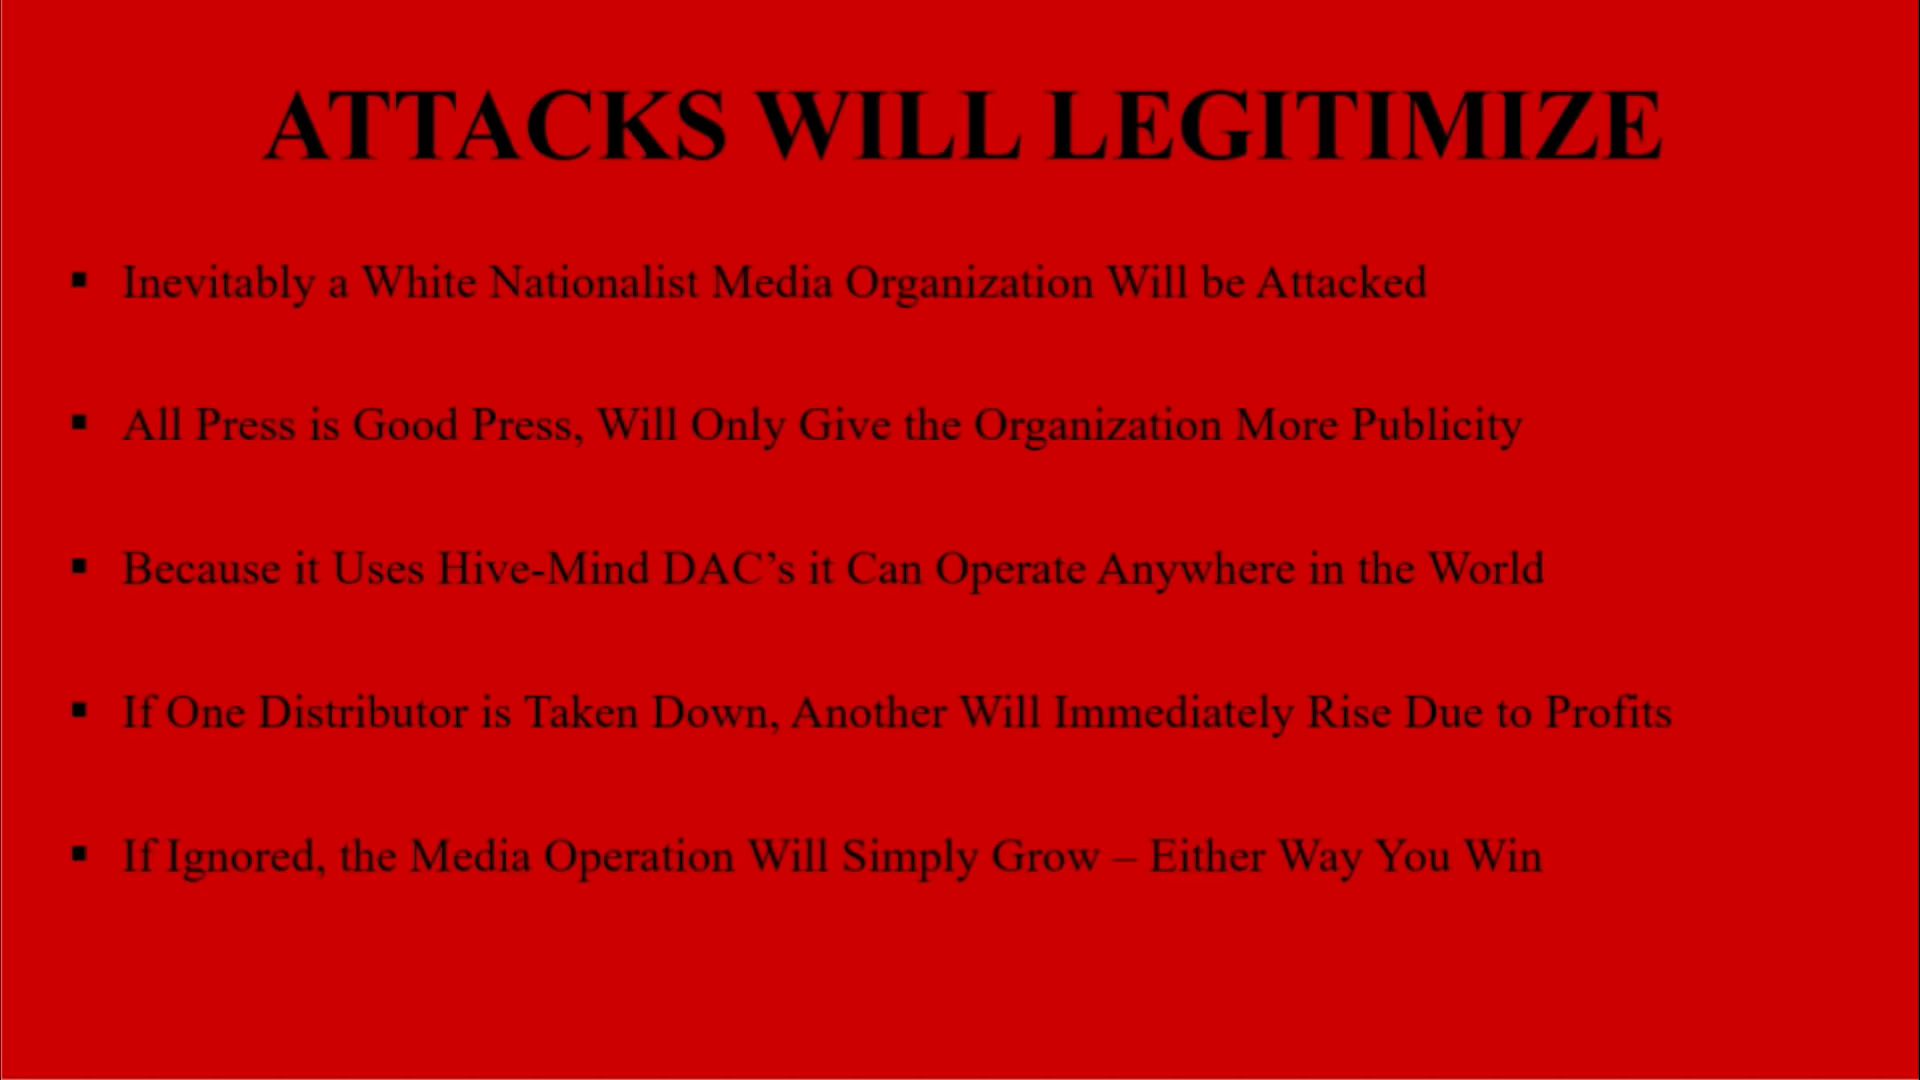 ATTACKS WILL LEGITIMIZE
▪ Inevitably a White Nationalist Media Organization Will be Attacked
▪ All Press is Good Press, Will Only Give the Organization More Publicity
▪ Because it Uses Hive-Mind DAC’s it Can Operate Anywhere in the World
▪ If One Distributor is Taken Down, Another Will Immediately Rise Due to Profits
▪ If Ignored, the Media Operation Will Simply Grow – Either Way You Win